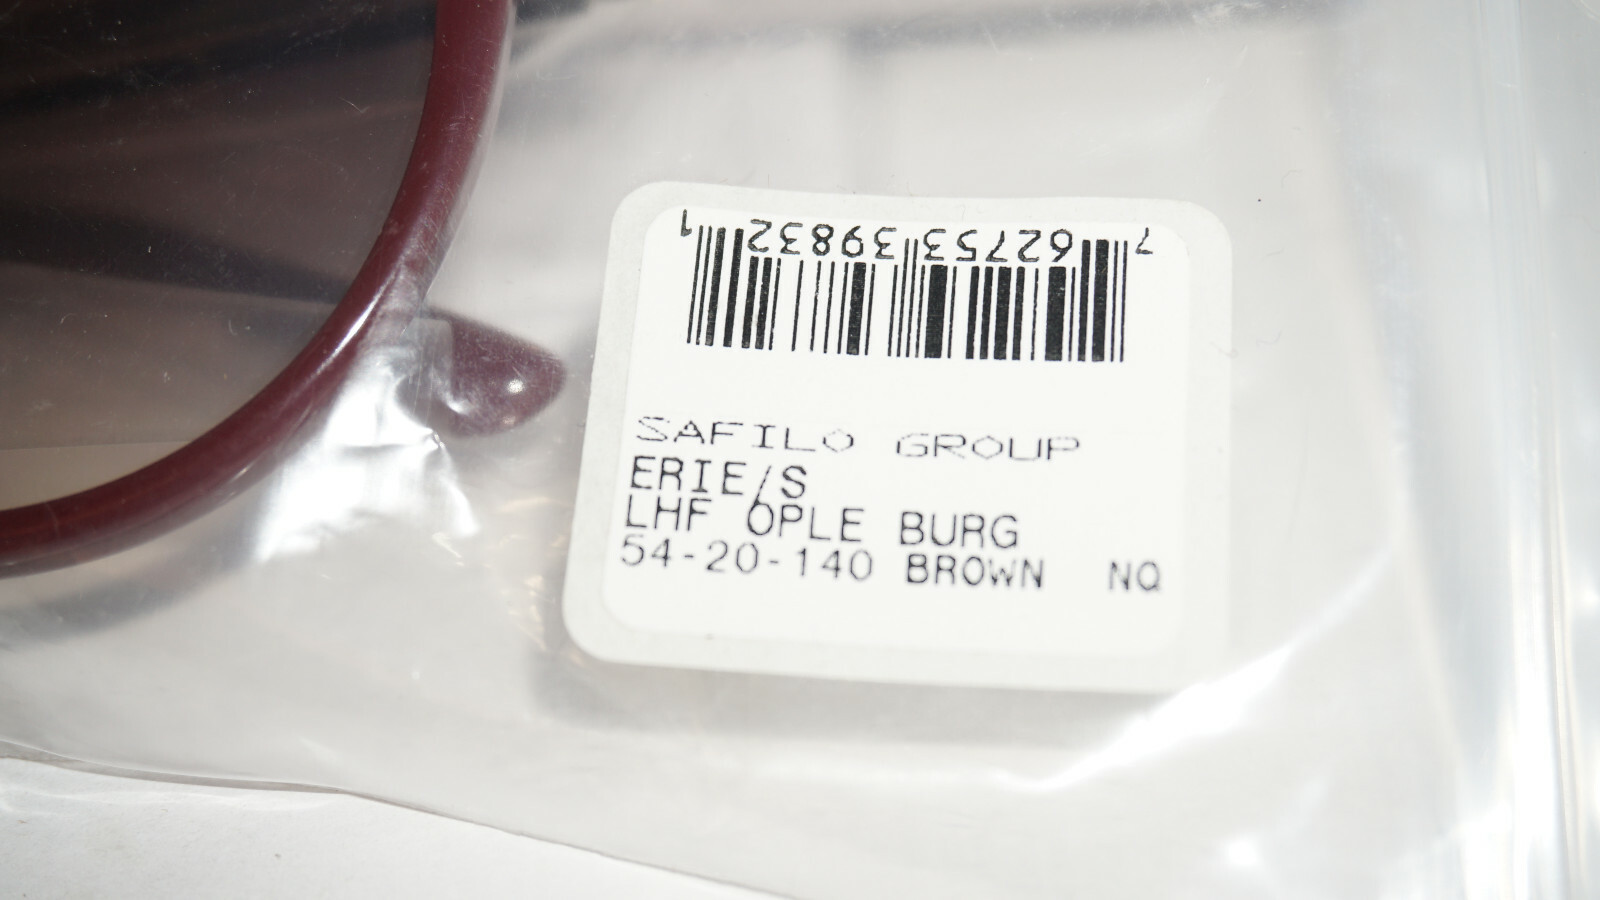 7 62753 39832 1
SAFILO GROUP
ERIE/S
LHF OPLE BURG
54-20-140 BROWN NQ